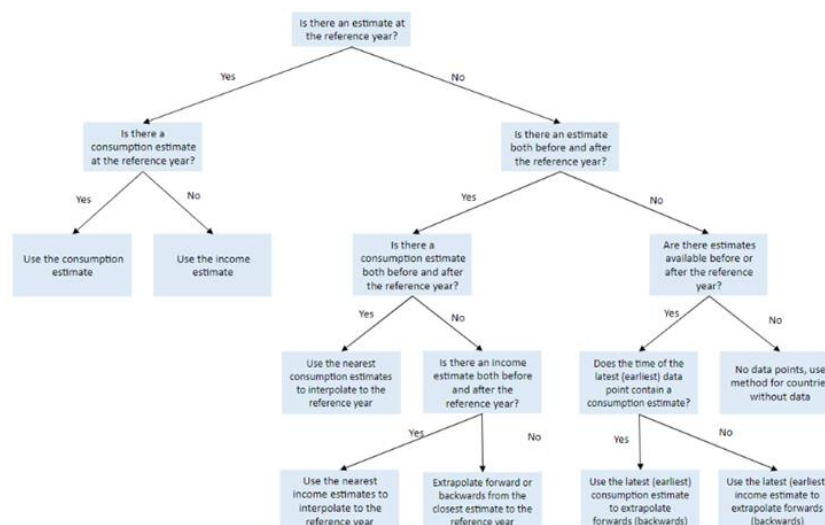 Is there an estimate at
the reference year?
Yes
No
Is there a
consumption estimate
at the reference year?
Is there an estimate
both before and after
the reference year?
Yes
No
Yes
No
Use the consumption
estimate
Use the income
estimate
Is there a
consumption estimate
both before and after
the reference year?
Are there estimates
available before or
after the reference
year?
Yes
No
Yes
No
Use the nearest
consumption estimates
to interpolate to the
reference year
Is there an income
estimate both before
and after the
reference year?
Does the time of the
latest (earliest) data
point contain a
consumption estimate?
No data points, use
method for countrie
without data
Yes
No
Yes
No
Use the nearest
income estimates to
interpolate to the
reference year
Extrapolate forward or
backwards from the
closest estimate to the
reference year
Use the latest (earliest)
consumption estimate
to extrapolate
forwards (backwards)
Use the latest (earliest
income estimate to
extrapolate forwards
(backwards)